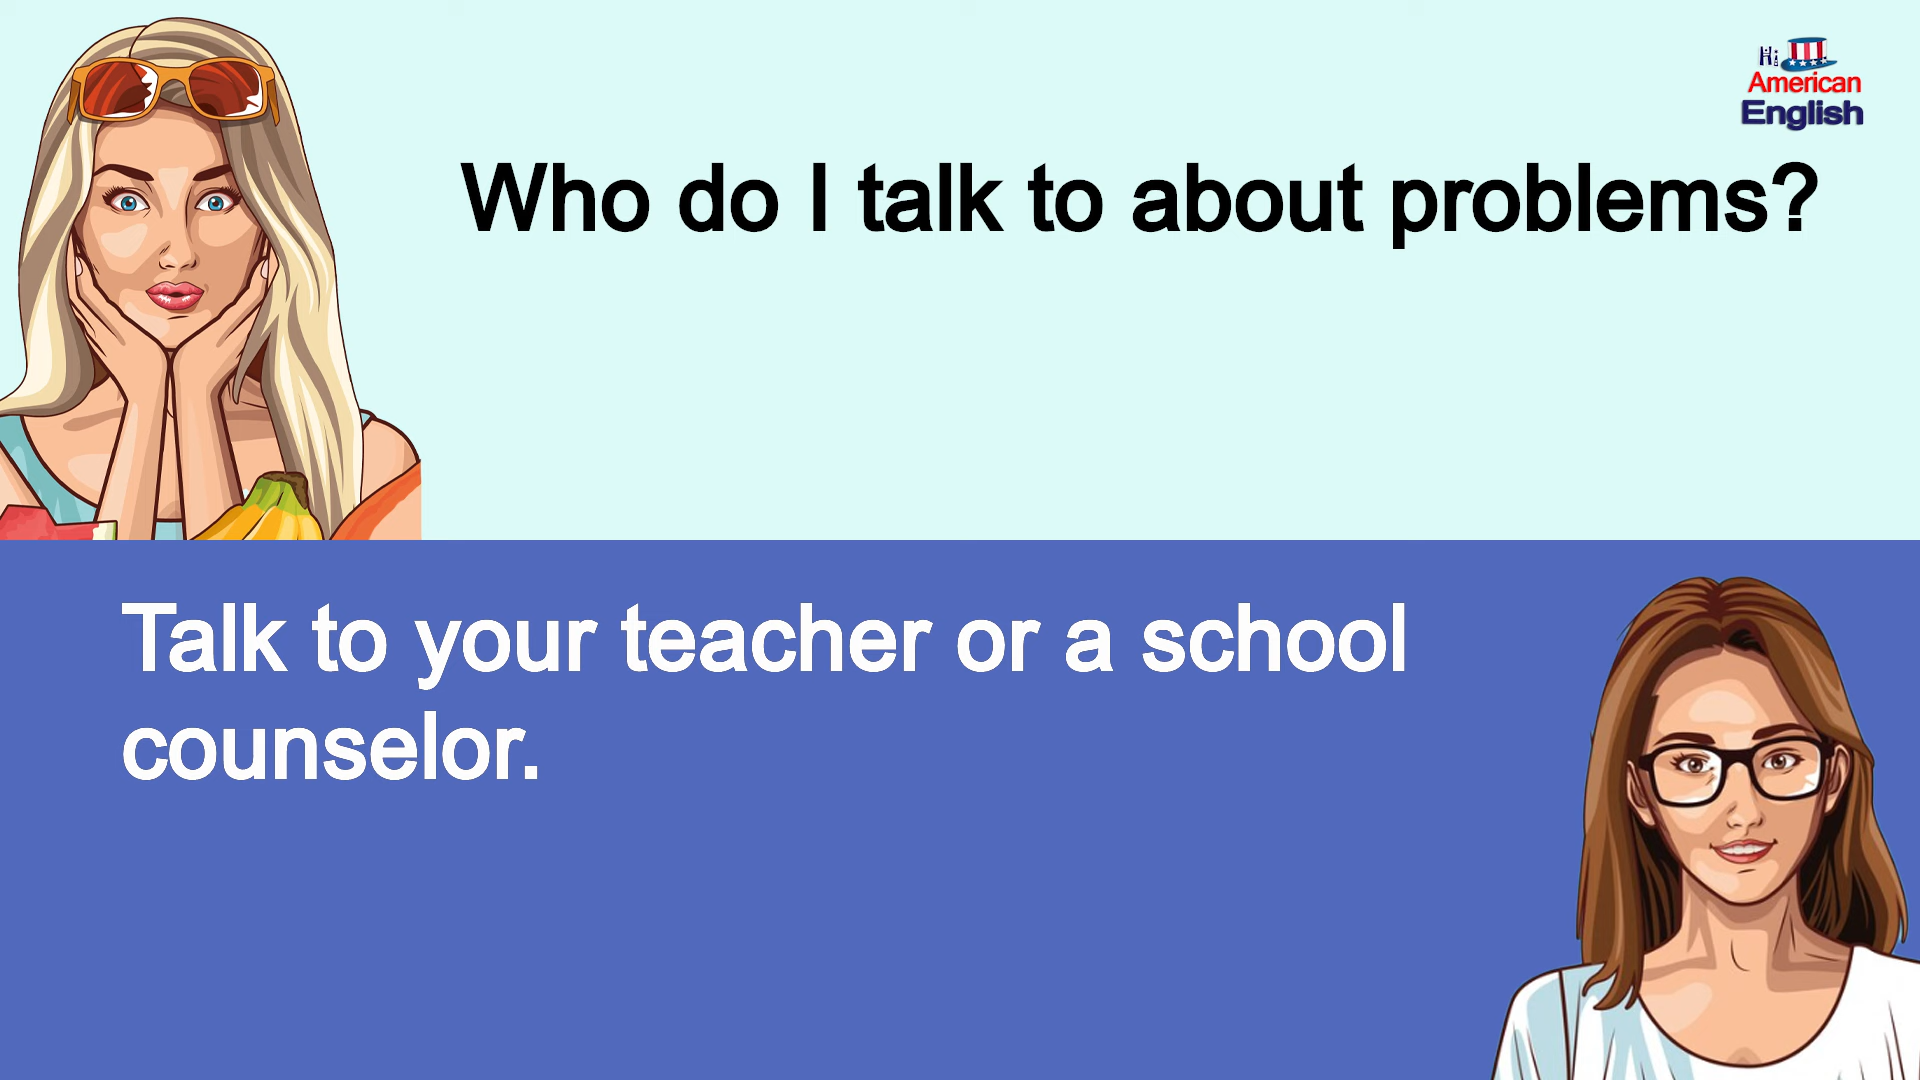 Hi
American
English
Who do I talk to about problems?
Talk to your teacher or a school
counselor.